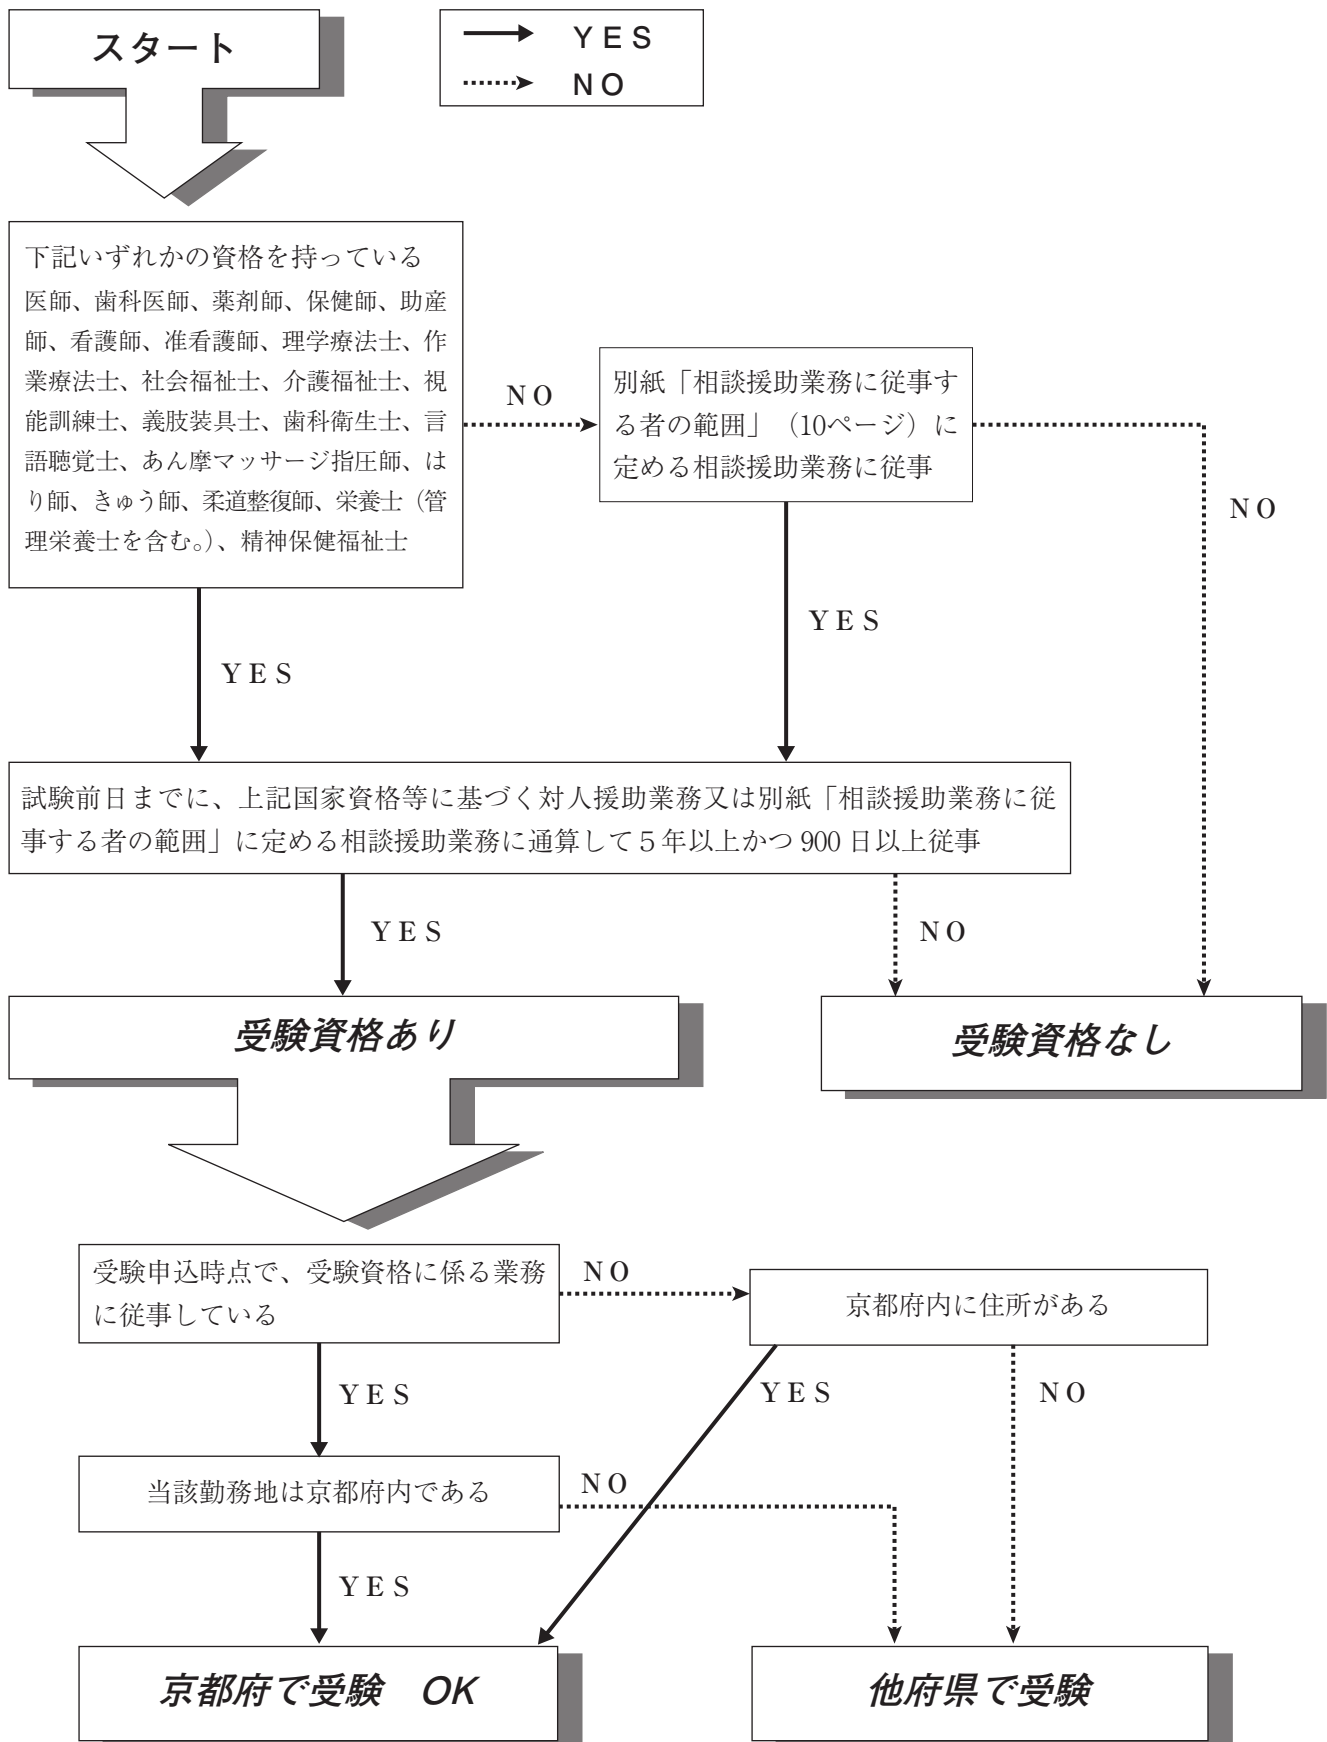 スタート
YES
NO
下記いずれかの資格を持っている
医師、歯科医師、薬剤師、保健師、助産
師、看護師、准看護師、理学療法士、作
業療法士、社会福祉士、介護福祉士、視
能訓練士、義肢装具士、歯科衛生士、言
語聴覚士、あん摩マッサージ指圧師、は
り師、きゅう師、柔道整復師、栄養士（管
理栄養士を含む。）、精神保健福祉士
NO
別紙「相談援助業務に従事す
る者の範囲」（10ページ）に
定める相談援助業務に従事
NO
YES
YES
試験前日までに、上記国家資格等に基づく対人援助業務又は別紙「相談援助業務に従
事する者の範囲」に定める相談援助業務に通算して５年以上かつ 900 日以上従事
YES
NO
受験資格あり
受験資格なし
受験申込時点で、受験資格に係る業務
に従事している
NO
京都府内に住所がある
YES
YES
NO
当該勤務地は京都府内である
NO
YES
京都府で受験　OK
他府県で受験